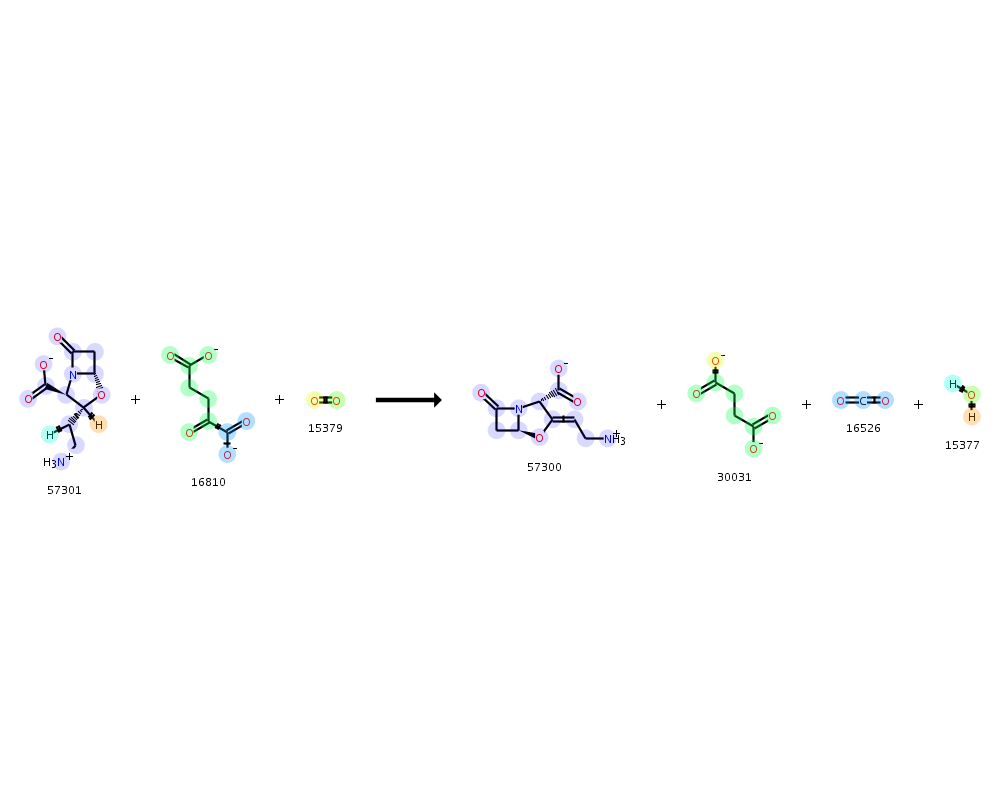 O O
O⁻ N O⁻ O⁻ O N O O⁻ H
O O + O H H O O⁻ + O O O + N O O NH₃⁺ + O O⁻ O + O C O + O H
H₃N⁺
57301 16810 15379 57300 30031 16526 15377